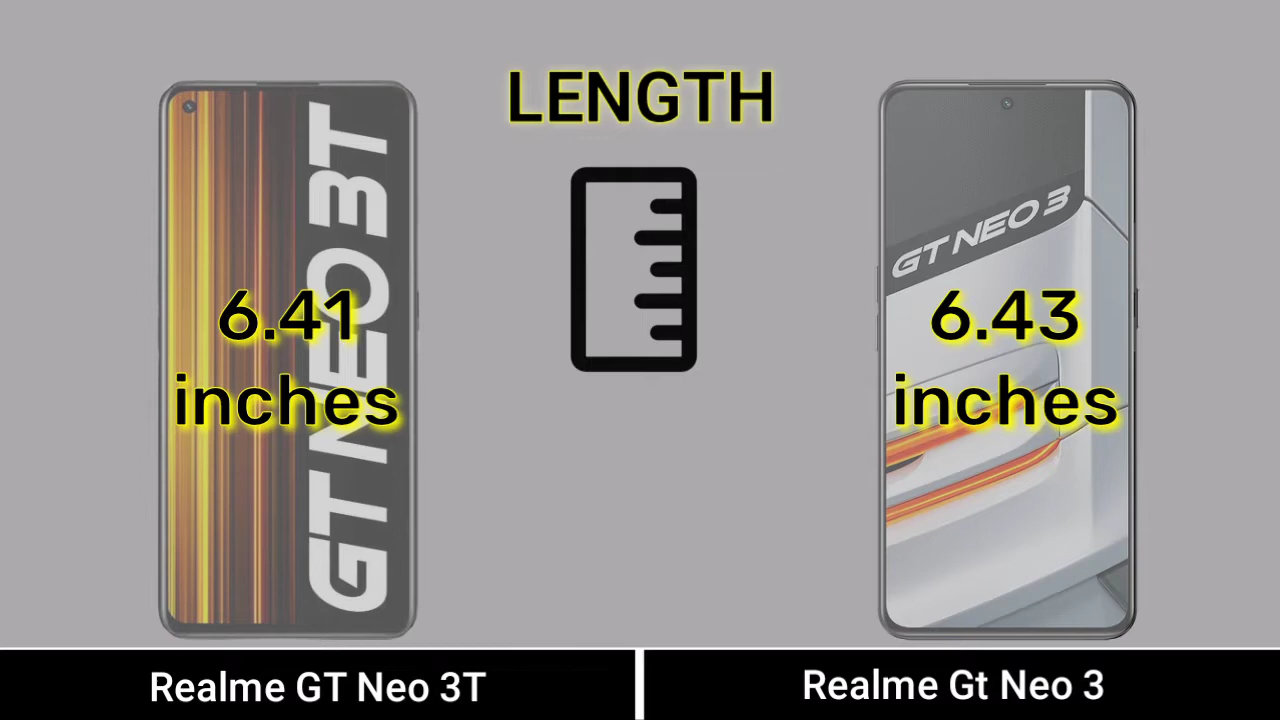 LENGTH
GT NEO 3T
GT NEO 3
6.41
inches
6.43
inches
Realme GT Neo 3T
Realme Gt Neo 3